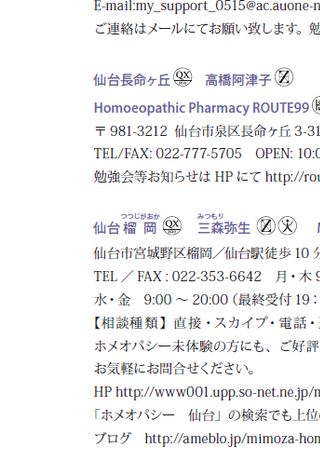 E-mail:my_support_0515@ac.auone-n
ご連絡はメールにてお願い致します。勉
仙台長命ヶ丘 QX 高橋阿津子 Z
Homoeopathic Pharmacy ROUTE99
〒981-3212 仙台市泉区長命ヶ丘 3-31
TEL/FAX: 022-777-5705 OPEN: 10:0
勉強会等お知らせは HP にて http://rou
つつじがおか みつもり
仙台 榴 岡 QX 三森弥生 Z 火
仙台市宮城野区榴岡／仙台駅徒歩 10 分
TEL ／ FAX : 022-353-6642 月・木 9
水・金 9:00 ～ 20:00（最終受付 19：
【相談種類】直接・スカイプ・電話・
ホメオパシー未体験の方にも、ご好評
お気軽にお問合せください。
HP http://www001.upp.so-net.ne.jp/m
「ホメオパシー 仙台」の検索でも上位
ブログ http://ameblo.jp/mimoza-hom